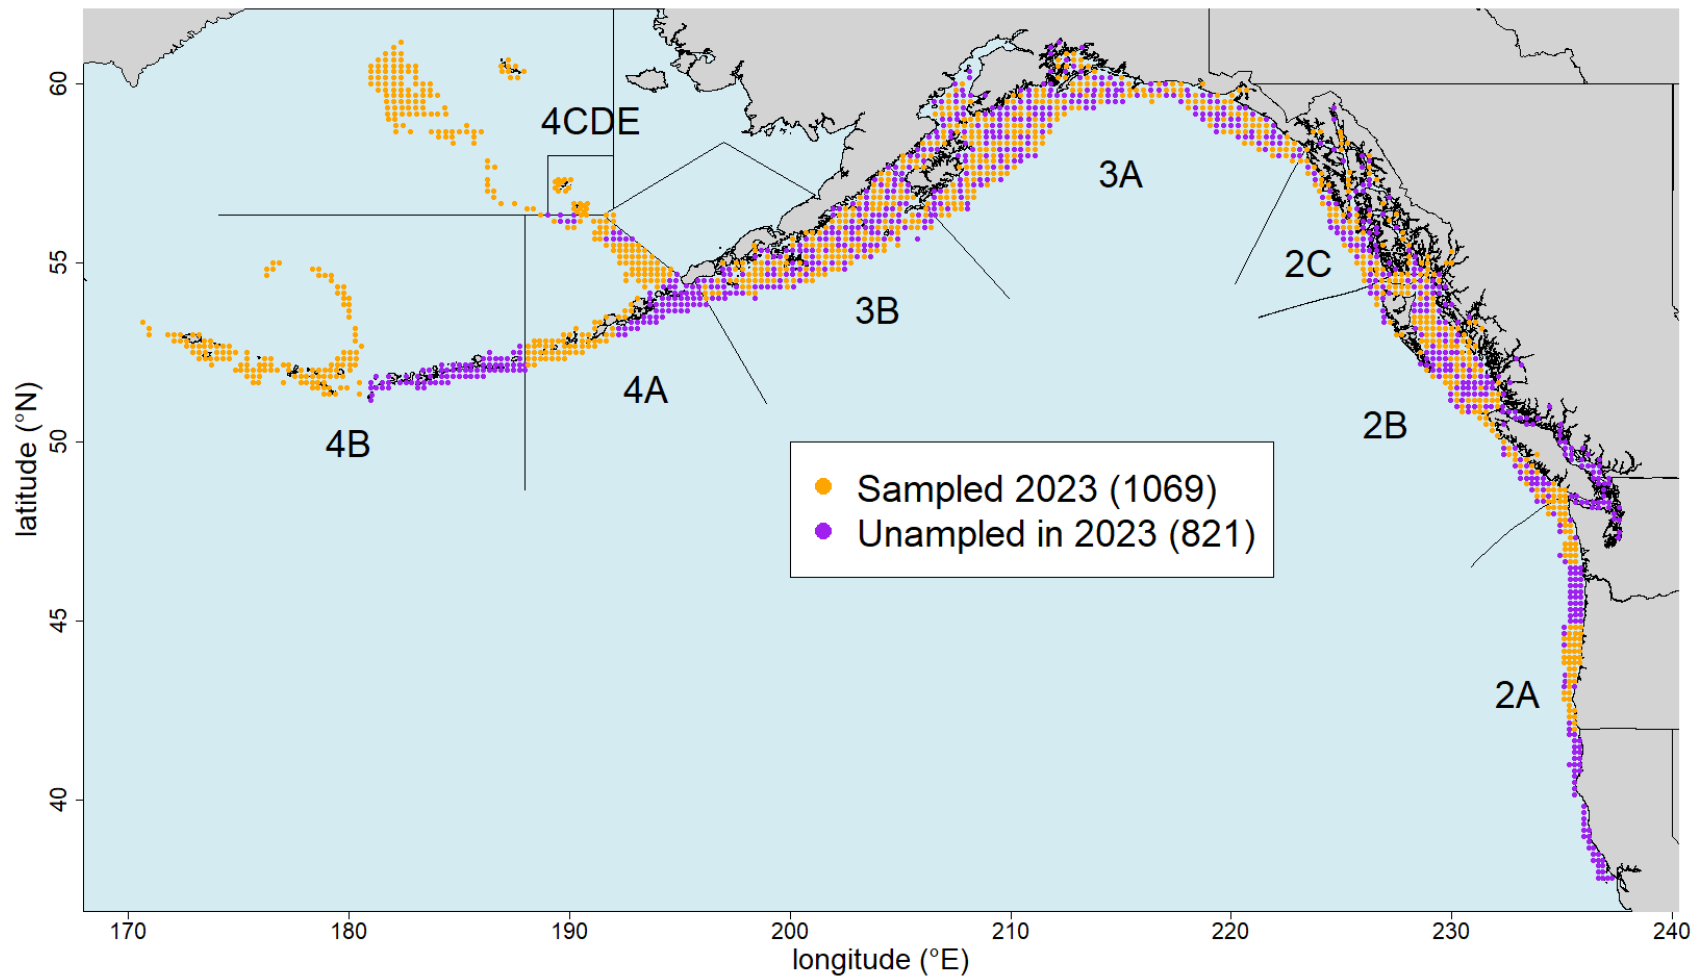 60
55
50
45
40
latitude (°N)
4CDE
3A
2C
3B
4A
2B
4B
Sampled 2023 (1069)
Unampled in 2023 (821)
2A
170
180
190
200
210
220
230
240
longitude (°E)